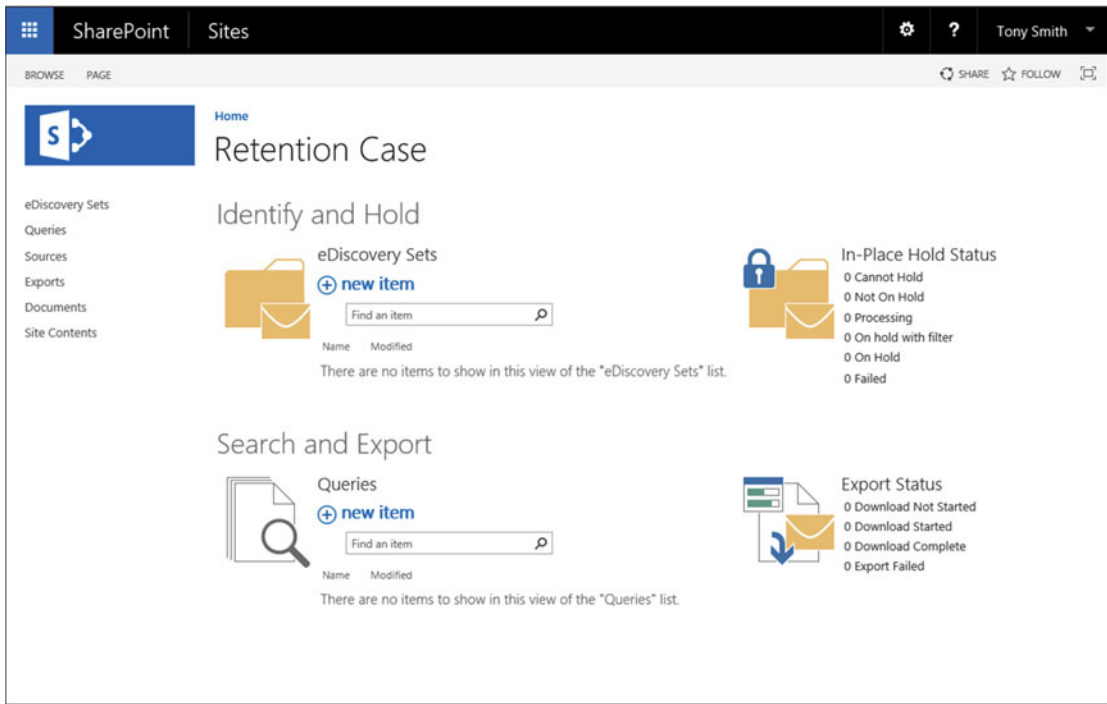 SharePoint Sites ? Tony Smith
BROWSE PAGE SHARE FOLLOW
S
Home
Retention Case
eDiscovery Sets
Queries
Sources
Exports
Documents
Site Contents
Identify and Hold
eDiscovery Sets
new item
Find an item
Name Modified
There are no items to show in this view of the "eDiscovery Sets" list.
In-Place Hold Status
0 Cannot Hold
0 Not On Hold
0 Processing
0 On hold with filter
0 On Hold
0 Failed
Search and Export
Queries
new item
Find an item
Name Modified
There are no items to show in this view of the "Queries" list.
Export Status
0 Download Not Started
0 Download Started
0 Download Complete
0 Export Failed